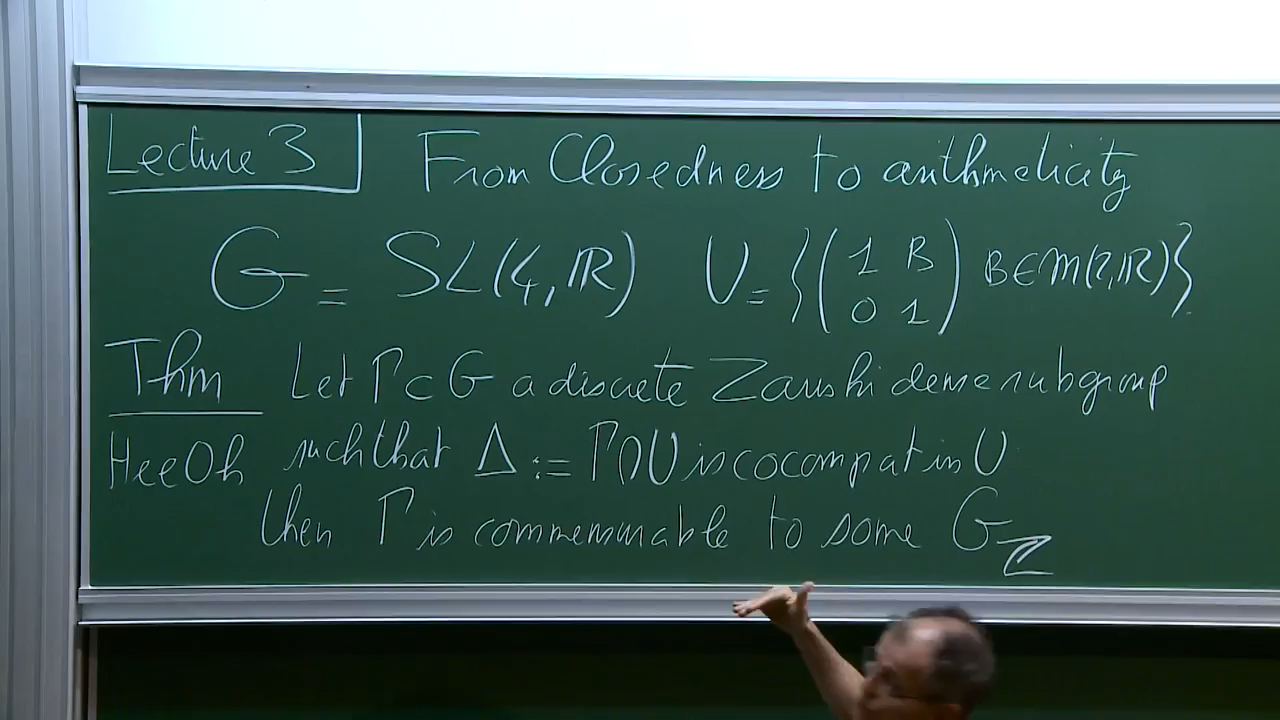 Lecture 3 From Closedness to arithmeticity
G = SL(4, ℝ) U = {(1 B 0 1) B∈M(2,ℝ)}
Thm Let Γ⊂G a discrete Zariski dense subgroup
Hee Oh such that Δ := Γ∩U is cocompat in U
then Γ is commensurable to some G_ℤ